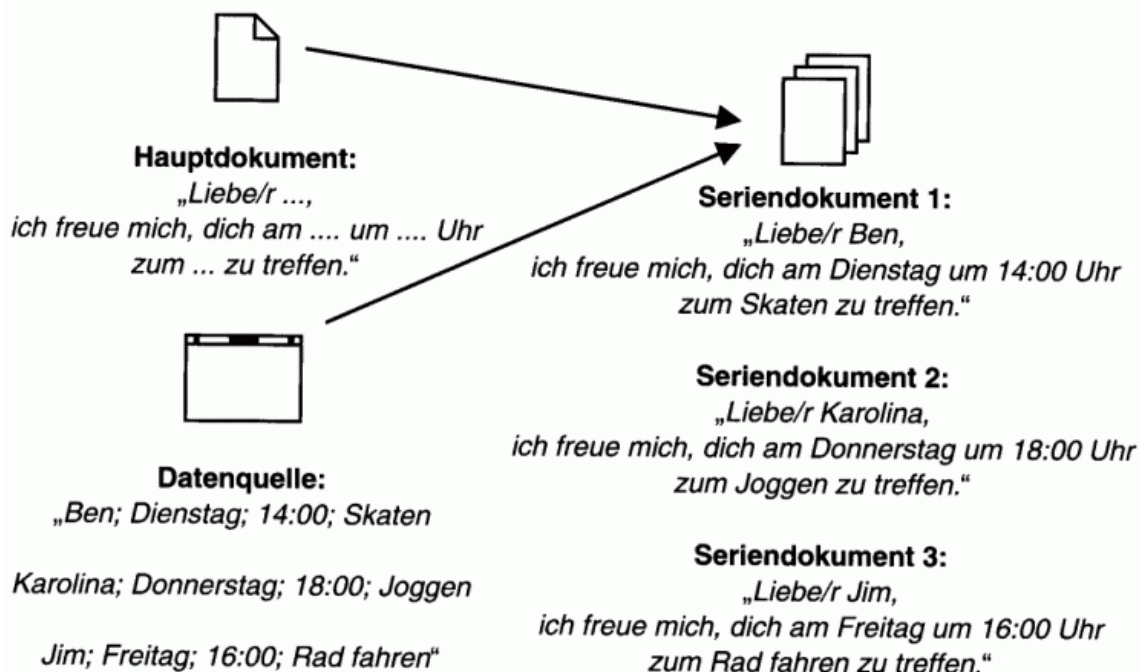 Hauptdokument:
„Liebe/r ...,
ich freue mich, dich am .... um .... Uhr
zum ... zu treffen.“
Datenquelle:
„Ben; Dienstag; 14:00; Skaten
Karolina; Donnerstag; 18:00; Joggen
Jim; Freitag; 16:00; Rad fahren“
Seriendokument 1:
„Liebe/r Ben,
ich freue mich, dich am Dienstag um 14:00 Uhr
zum Skaten zu treffen.“
Seriendokument 2:
„Liebe/r Karolina,
ich freue mich, dich am Donnerstag um 18:00 Uhr
zum Joggen zu treffen.“
Seriendokument 3:
„Liebe/r Jim,
ich freue mich, dich am Freitag um 16:00 Uhr
zum Rad fahren zu treffen.“